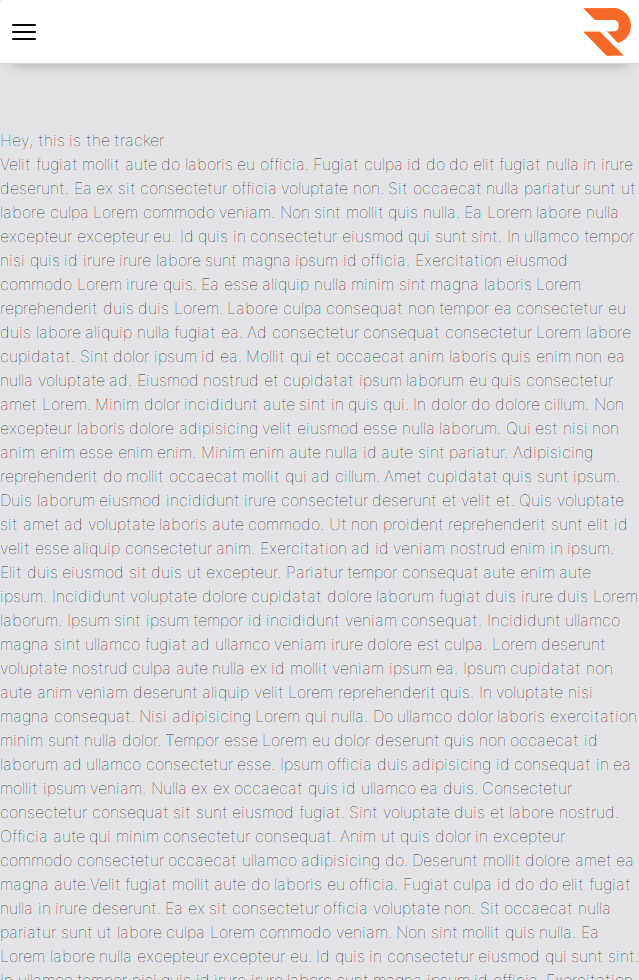 Hey, this is the tracker
Velit fugiat mollit aute do laboris eu officia. Fugiat culpa id do do elit fugiat nulla in irure
deserunt. Ea ex sit consectetur officia voluptate non. Sit occaecat nulla pariatur sunt ut
labore culpa Lorem commodo veniam. Non sint mollit quis nulla. Ea Lorem labore nulla
excepteur excepteur eu. Id quis in consectetur eiusmod qui sunt sint. In ullamco tempor
nisi quis id irure irure labore sunt magna ipsum id officia. Exercitation eiusmod
commodo Lorem irure quis. Ea esse aliquip nulla minim sint magna laboris Lorem
reprehenderit duis duis Lorem. Labore culpa consequat non tempor ea consectetur eu
duis labore aliquip nulla fugiat ea. Ad consectetur consequat consectetur Lorem labore
cupidatat. Sint dolor ipsum id ea. Mollit qui et occaecat anim laboris quis enim non ea
nulla voluptate ad. Eiusmod nostrud et cupidatat ipsum laborum eu quis consectetur
amet Lorem. Minim dolor incididunt aute sint in quis qui. In dolor do dolore cillum. Non
excepteur laboris dolore adipisicing velit eiusmod esse nulla laborum. Qui est nisi non
anim enim esse enim enim. Minim enim aute nulla id aute sint pariatur. Adipisicing
reprehenderit do mollit occaecat mollit qui ad cillum. Amet cupidatat quis sunt ipsum.
Duis laborum eiusmod incididunt irure consectetur deserunt et velit et. Quis voluptate
sit amet ad voluptate laboris aute commodo. Ut non proident reprehenderit sunt elit id
velit esse aliquip consectetur anim. Exercitation ad id veniam nostrud enim in ipsum.
Elit duis eiusmod sit duis ut excepteur. Pariatur tempor consequat aute enim aute
ipsum. Incididunt voluptate dolore cupidatat dolore laborum fugiat duis irure duis Lorem
laborum. Ipsum sint ipsum tempor id incididunt veniam consequat. Incididunt ullamco
magna sint ullamco fugiat ad ullamco veniam irure dolore est culpa. Lorem deserunt
voluptate nostrud culpa aute nulla ex id mollit veniam ipsum ea. Ipsum cupidatat non
aute anim veniam deserunt aliquip velit Lorem reprehenderit quis. In voluptate nisi
magna consequat. Nisi adipisicing Lorem qui nulla. Do ullamco dolor laboris exercitation
minim sunt nulla dolor. Tempor esse Lorem eu dolor deserunt quis non occaecat id
laborum ad ullamco consectetur esse. Ipsum officia duis adipisicing id consequat in ea
mollit ipsum veniam. Nulla ex ex occaecat quis id ullamco ea duis. Consectetur
consectetur consequat sit sunt eiusmod fugiat. Sint voluptate duis et labore nostrud.
Officia aute qui minim consectetur consequat. Anim ut quis dolor in excepteur
commodo consectetur occaecat ullamco adipisicing do. Deserunt mollit dolore amet ea
magna aute.Velit fugiat mollit aute do laboris eu officia. Fugiat culpa id do do elit fugiat
nulla in irure deserunt. Ea ex sit consectetur officia voluptate non. Sit occaecat nulla
pariatur sunt ut labore culpa Lorem commodo veniam. Non sint mollit quis nulla. Ea
Lorem labore nulla excepteur excepteur eu. Id quis in consectetur eiusmod qui sunt sint.
In ullamco tempor nisi quis id irure irure labore sunt magna ipsum id officia. Exercitation